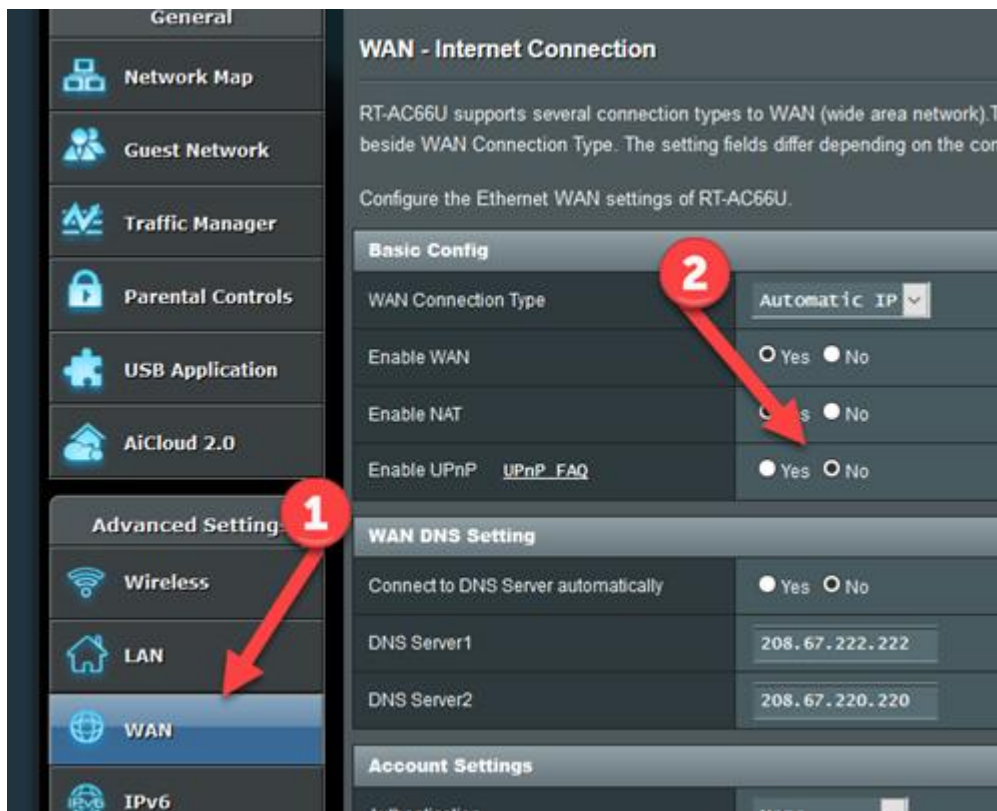 General
Network Map
Guest Network
Traffic Manager
Parental Controls
USB Application
AiCloud 2.0
1
Advanced Setting
Wireless
LAN
WAN
IPv6
WAN - Internet Connection
RT-AC66U supports several connection types to WAN (wide area network).T
beside WAN Connection Type. The setting fields differ depending on the con
Configure the Ethernet WAN settings of RT-AC66U.
Basic Config
2
WAN Connection Type Automatic IP
Enable WAN Yes No
Enable NAT No
Enable UPnP UPnP FAQ Yes No
WAN DNS Setting
Connect to DNS Server automatically Yes No
DNS Server1 208.67.222.222
DNS Server2 208.67.220.220
Account Settings